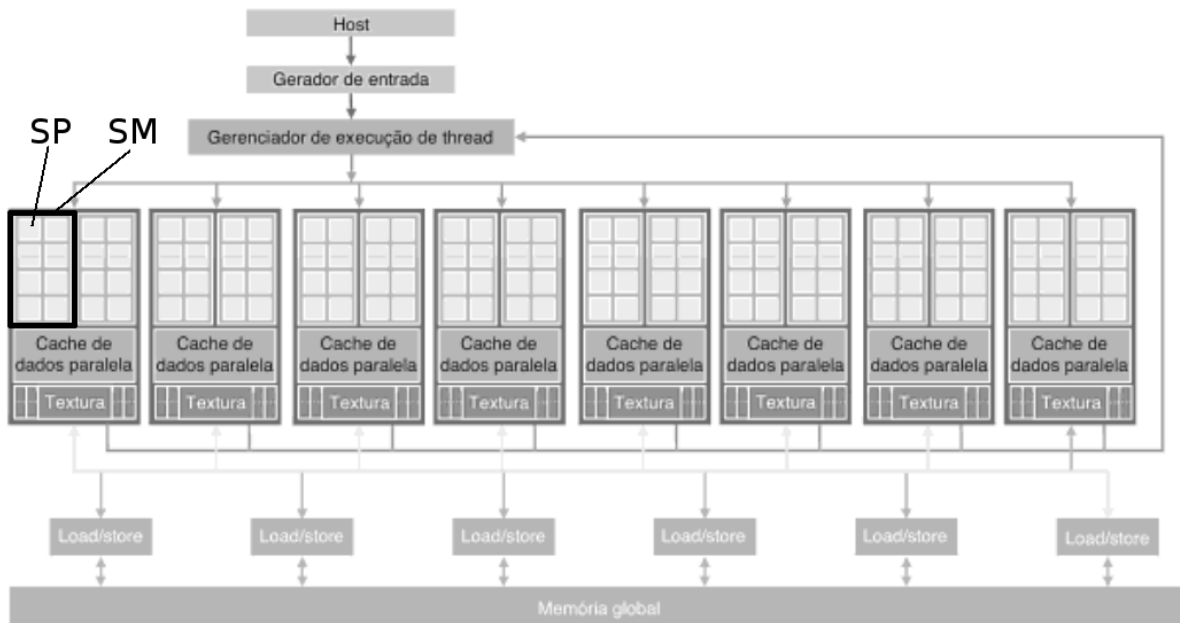 Host
Gerador de entrada
Gerenciador de execução de thread
SP SM
Cache de dados paralela
Cache de dados paralela
Cache de dados paralela
Cache de dados paralela
Cache de dados paralela
Cache de dados paralela
Cache de dados paralela
Cache de dados paralela
Textura Textura Textura Textura Textura Textura Textura Textura
Load/store Load/store Load/store Load/store Load/store Load/store
Memória global